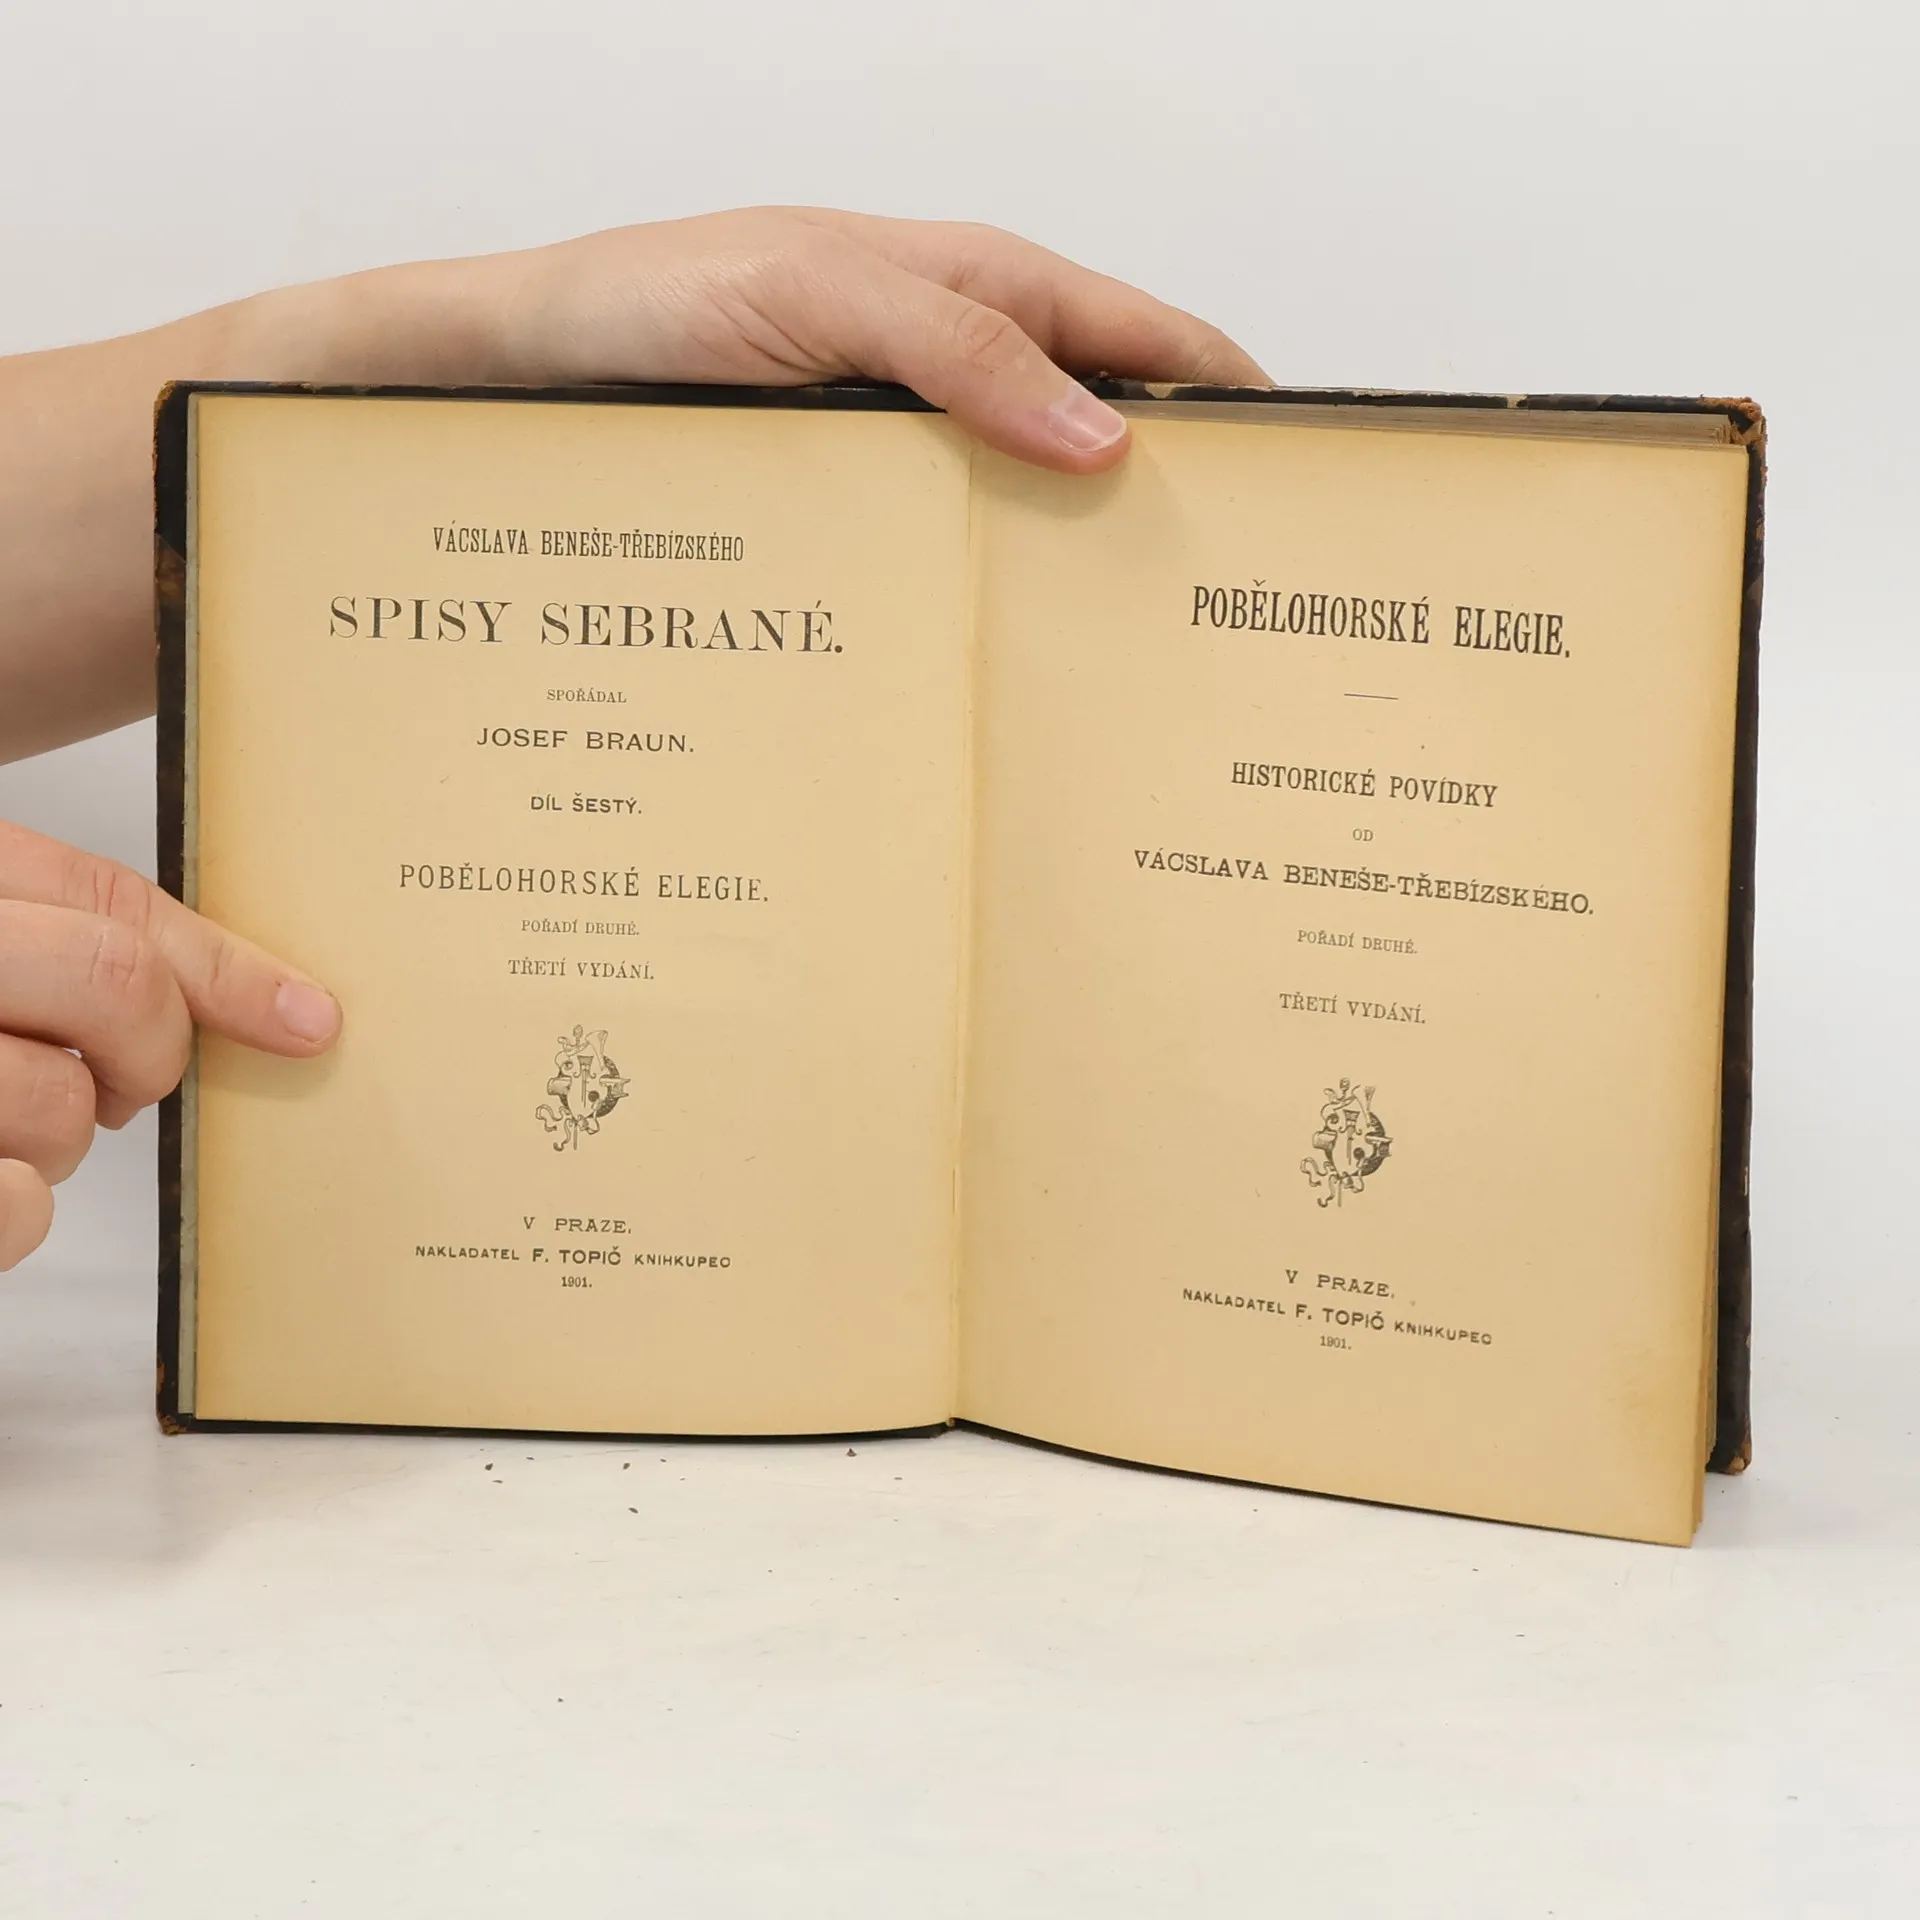 VÁCSLAVA BENEŠE-TŘEBÍZSKÉHO
SPISY SEBRANÉ.
SPOŘÁDAL
JOSEF BRAUN.
DÍL ŠESTÝ.
POBĚLOHORSKÉ ELEGIE.
POŘADÍ DRUHÉ.
TŘETÍ VYDÁNÍ.
V PRAZE.
NAKLADATEL F. TOPIČ KNIHKUPEC
1901.
POBĚLOHORSKÉ ELEGIE.
HISTORICKÉ POVÍDKY
OD
VÁCSLAVA BENEŠE-TŘEBÍZSKÉHO.
POŘADÍ DRUHÉ.
TŘETÍ VYDÁNÍ.
V PRAZE.
NAKLADATEL F. TOPIČ KNIHKUPEC
1901.